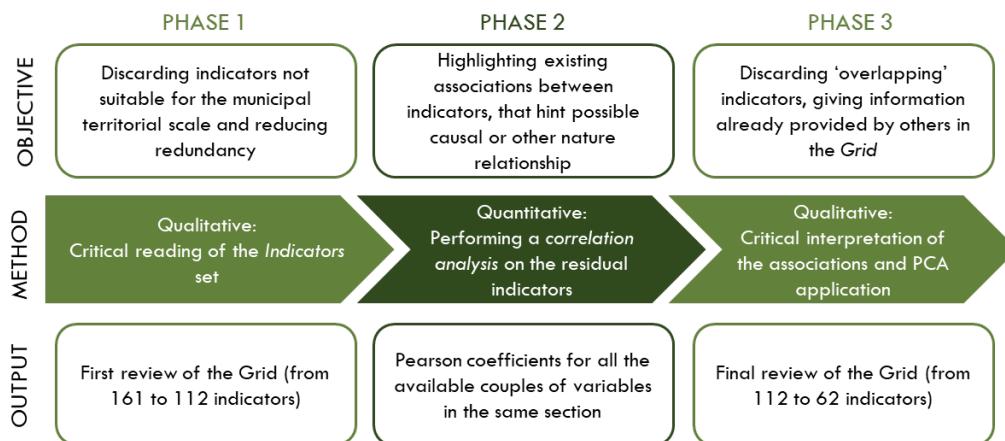 PHASE 1
PHASE 2
PHASE 3
OBJECTIVE
Discarding indicators not
suitable for the municipal
territorial scale and reducing
redundancy
Highlighting existing
associations between
indicators, that hint possible
causal or other nature
relationship
Discarding ‘overlapping’
indicators, giving information
already provided by others in
the Grid
METHOD
Qualitative:
Critical reading of the Indicators
set
Quantitative:
Performing a correlation
analysis on the residual
indicators
Qualitative:
Critical interpretation of
the associations and PCA
application
OUTPUT
First review of the Grid (from
161 to 112 indicators)
Pearson coefficients for all the
available couples of variables
in the same section
Final review of the Grid (from
112 to 62 indicators)